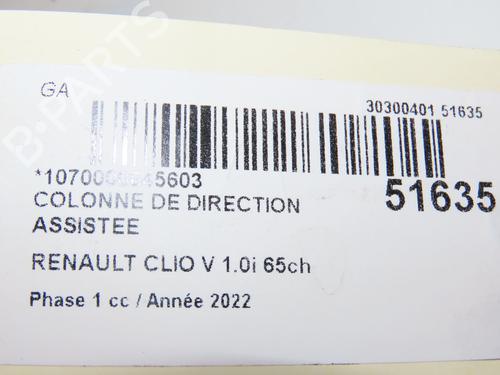 GA
30300401 51635
51635
COLONNE DE DIRECTION
ASSISTEE
RENAULT CLIO V 1.0i 65ch
Phase 1 cc / Année 2022
B-PARTS